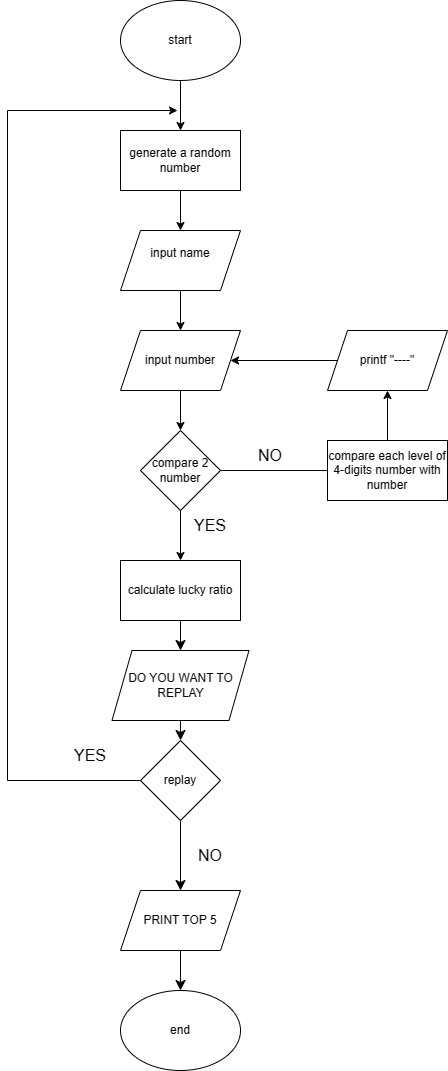 start
generate a random
number
input name
input number
printf "----"
compare 2
number
NO
compare each level of
4-digits number with
number
YES
calculate lucky ratio
DO YOU WANT TO
REPLAY
YES
replay
NO
PRINT TOP 5
end